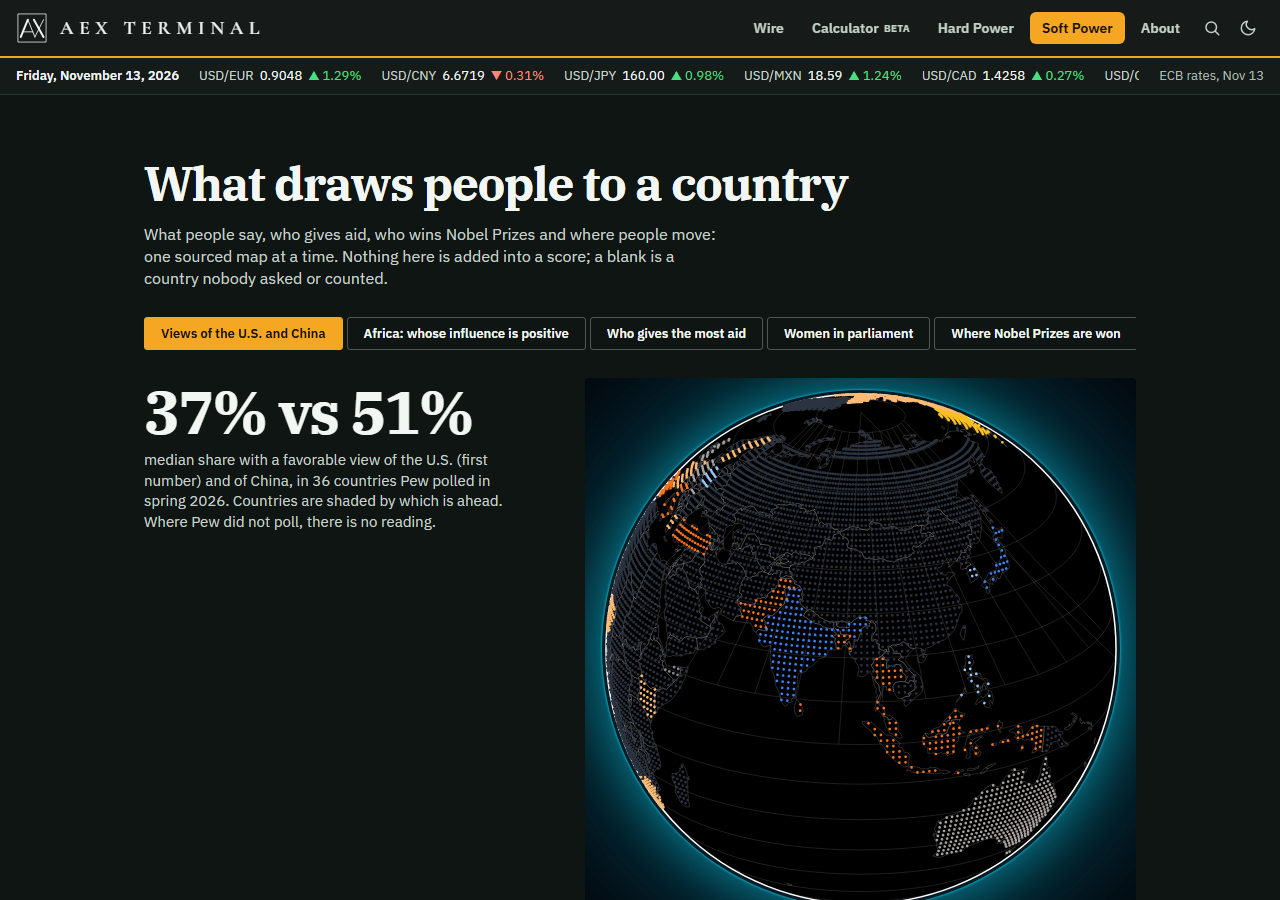 AEX TERMINAL
Wire Calculator BETA Hard Power Soft Power About
Friday, November 13, 2026 USD/EUR 0.9048 ▲ 1.29% USD/CNY 6.6719 ▼ 0.31% USD/JPY 160.00 ▲ 0.98% USD/MXN 18.59 ▲ 1.24% USD/CAD 1.4258 ▲ 0.27% ECB rates, Nov 13
What draws people to a country
What people say, who gives aid, who wins Nobel Prizes and where people move:
one sourced map at a time. Nothing here is added into a score; a blank is a
country nobody asked or counted.
Views of the U.S. and China Africa: whose influence is positive Who gives the most aid Women in parliament Where Nobel Prizes are won
37% vs 51%
median share with a favorable view of the U.S. (first
number) and of China, in 36 countries Pew polled in
spring 2026. Countries are shaded by which is ahead.
Where Pew did not poll, there is no reading.